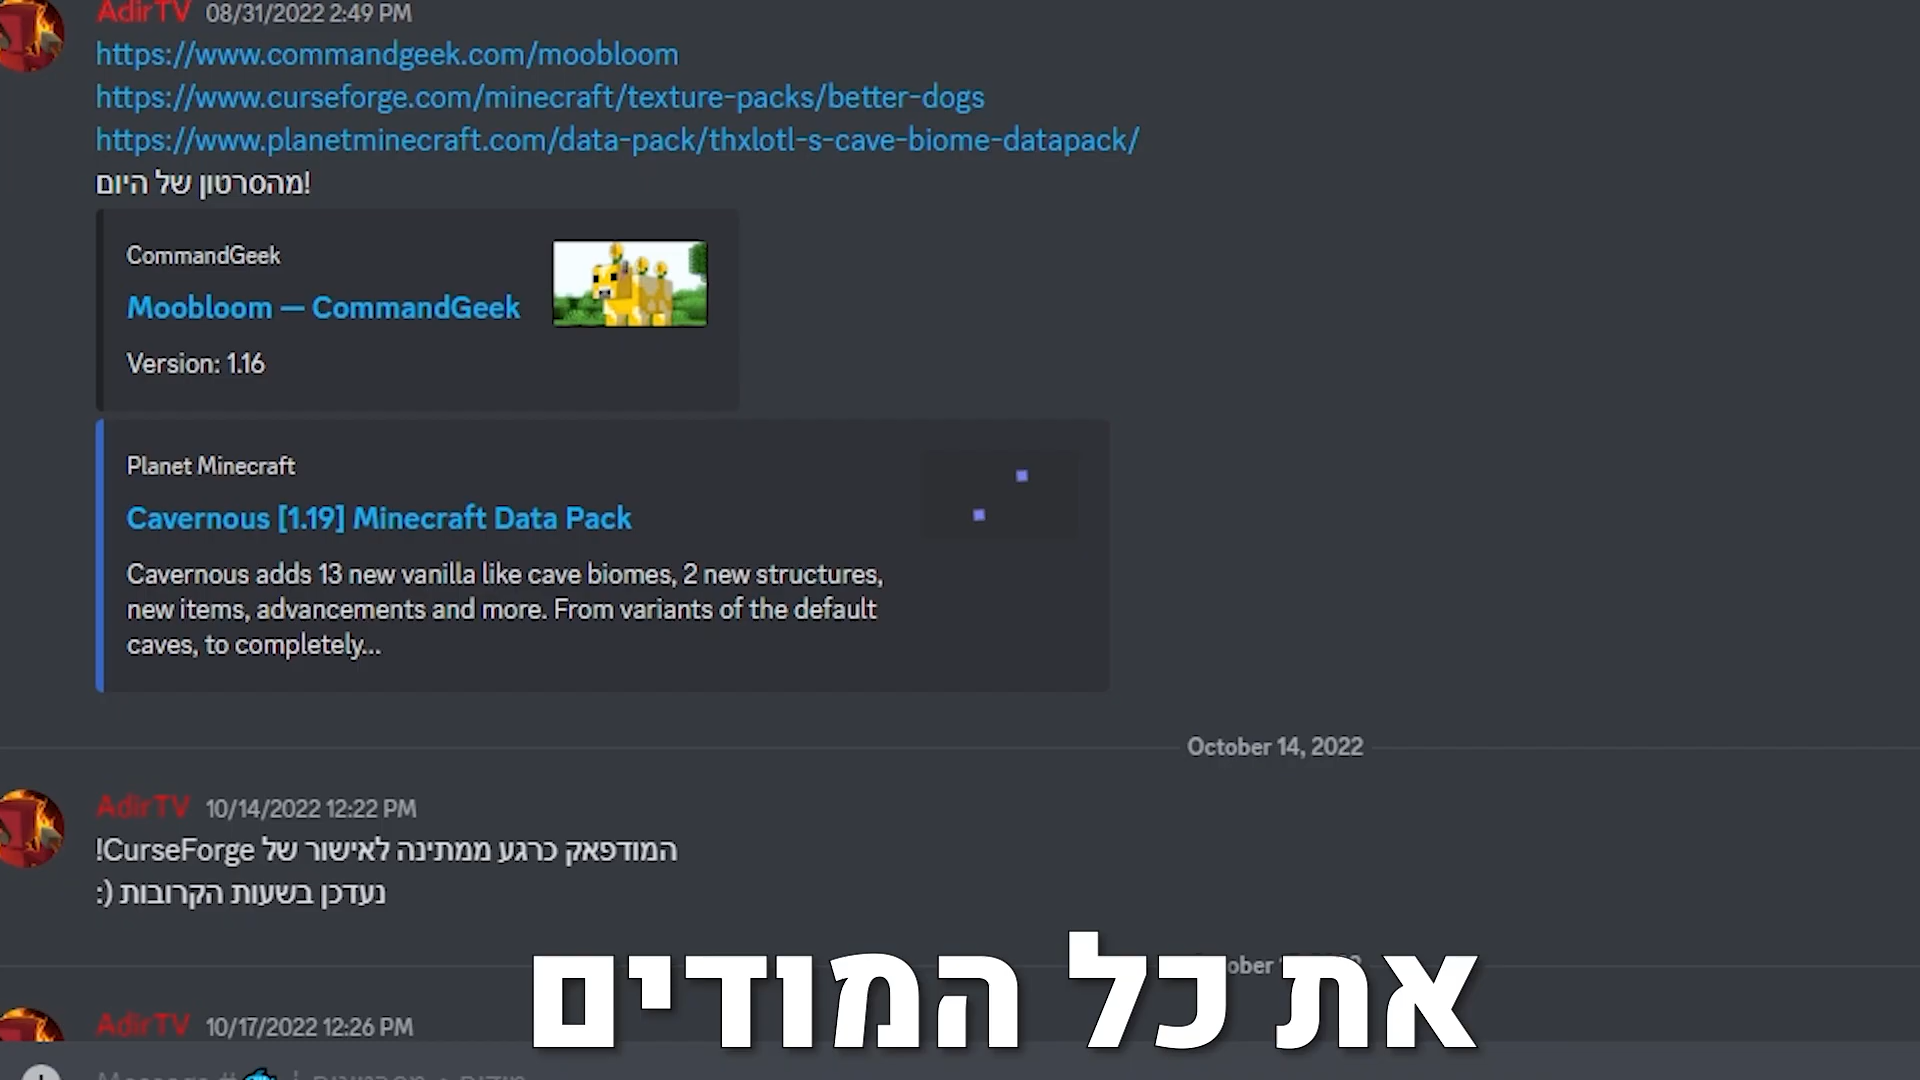 AdirTV 08/31/2022 2:49 PM
https://www.commandgeek.com/moobloom
https://www.curseforge.com/minecraft/texture-packs/better-dogs
https://www.planetminecraft.com/data-pack/thxlotl-s-cave-biome-datapack/
מהסרטון של היום!
CommandGeek
Moobloom — CommandGeek
Version: 1.16
Planet Minecraft
Cavernous [1.19] Minecraft Data Pack
Cavernous adds 13 new vanilla like cave biomes, 2 new structures,
new items, advancements and more. From variants of the default
caves, to completely...
October 14, 2022
AdirTV 10/14/2022 12:22 PM
המודפאק כרגע ממתינה לאישור של CurseForge!
נעדכן בשעות הקרובות (:
את כל המודים
AdirTV 10/17/2022 12:26 PM